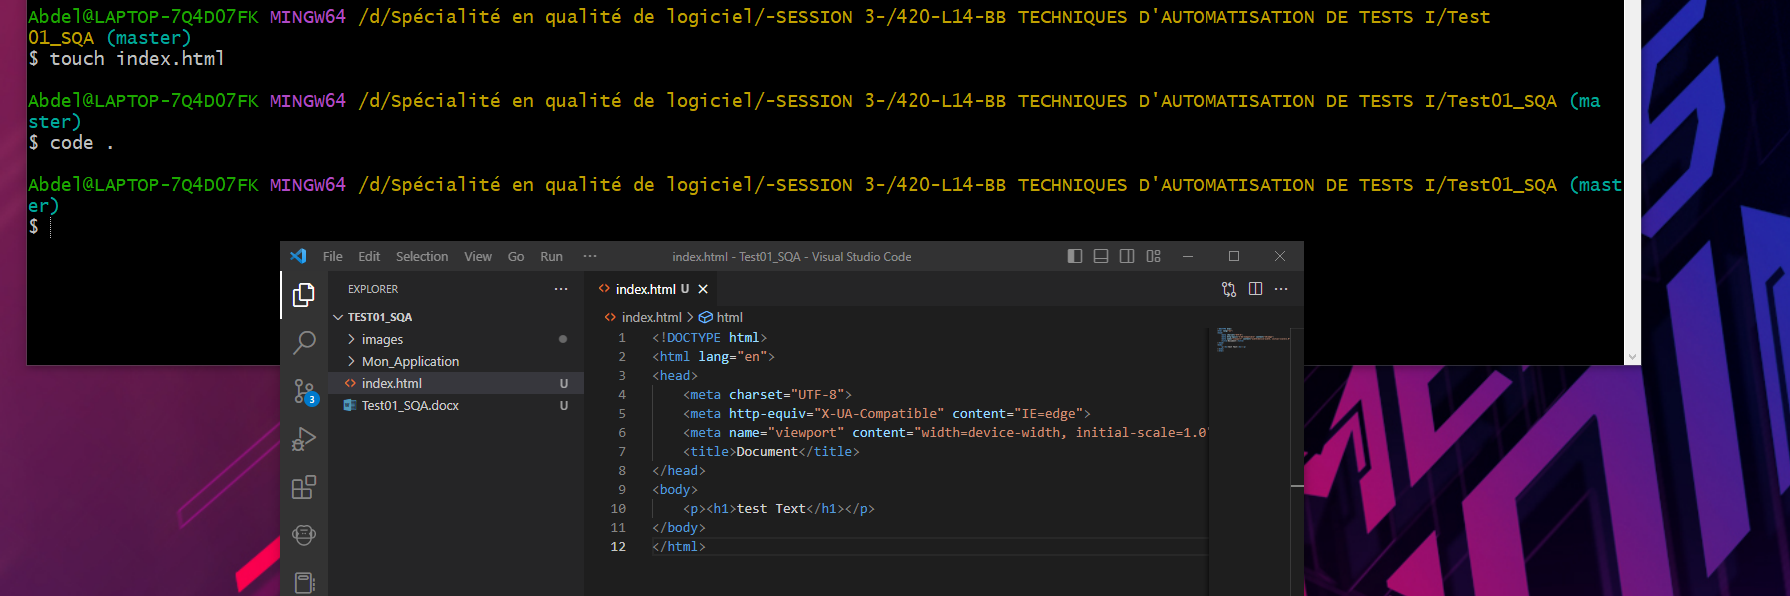 Abdel@LAPTOP-7Q4D07FK MINGW64 /d/Spécialité en qualité de logiciel/-SESSION 3-/420-L14-BB TECHNIQUES D'AUTOMATISATION DE TESTS I/Test
01_SQA (master)
$ touch index.html
Abdel@LAPTOP-7Q4D07FK MINGW64 /d/Spécialité en qualité de logiciel/-SESSION 3-/420-L14-BB TECHNIQUES D'AUTOMATISATION DE TESTS I/Test01_SQA (ma
ster)
$ code .
Abdel@LAPTOP-7Q4D07FK MINGW64 /d/Spécialité en qualité de logiciel/-SESSION 3-/420-L14-BB TECHNIQUES D'AUTOMATISATION DE TESTS I/Test01_SQA (mast
er)
$
File Edit Selection View Go Run ··· index.html - Test01_SQA - Visual Studio Code
EXPLORER ···
TEST01_SQA
images
Mon_Application
index.html U
Test01_SQA.docx U
3
index.html U
index.html > html
1 <!DOCTYPE html>
2 <html lang="en">
3 <head>
4 <meta charset="UTF-8">
5 <meta http-equiv="X-UA-Compatible" content="IE=edge">
6 <meta name="viewport" content="width=device-width, initial-scale=1.0"
7 <title>Document</title>
8 </head>
9 <body>
10 <p><h1>test Text</h1></p>
11 </body>
12 </html>